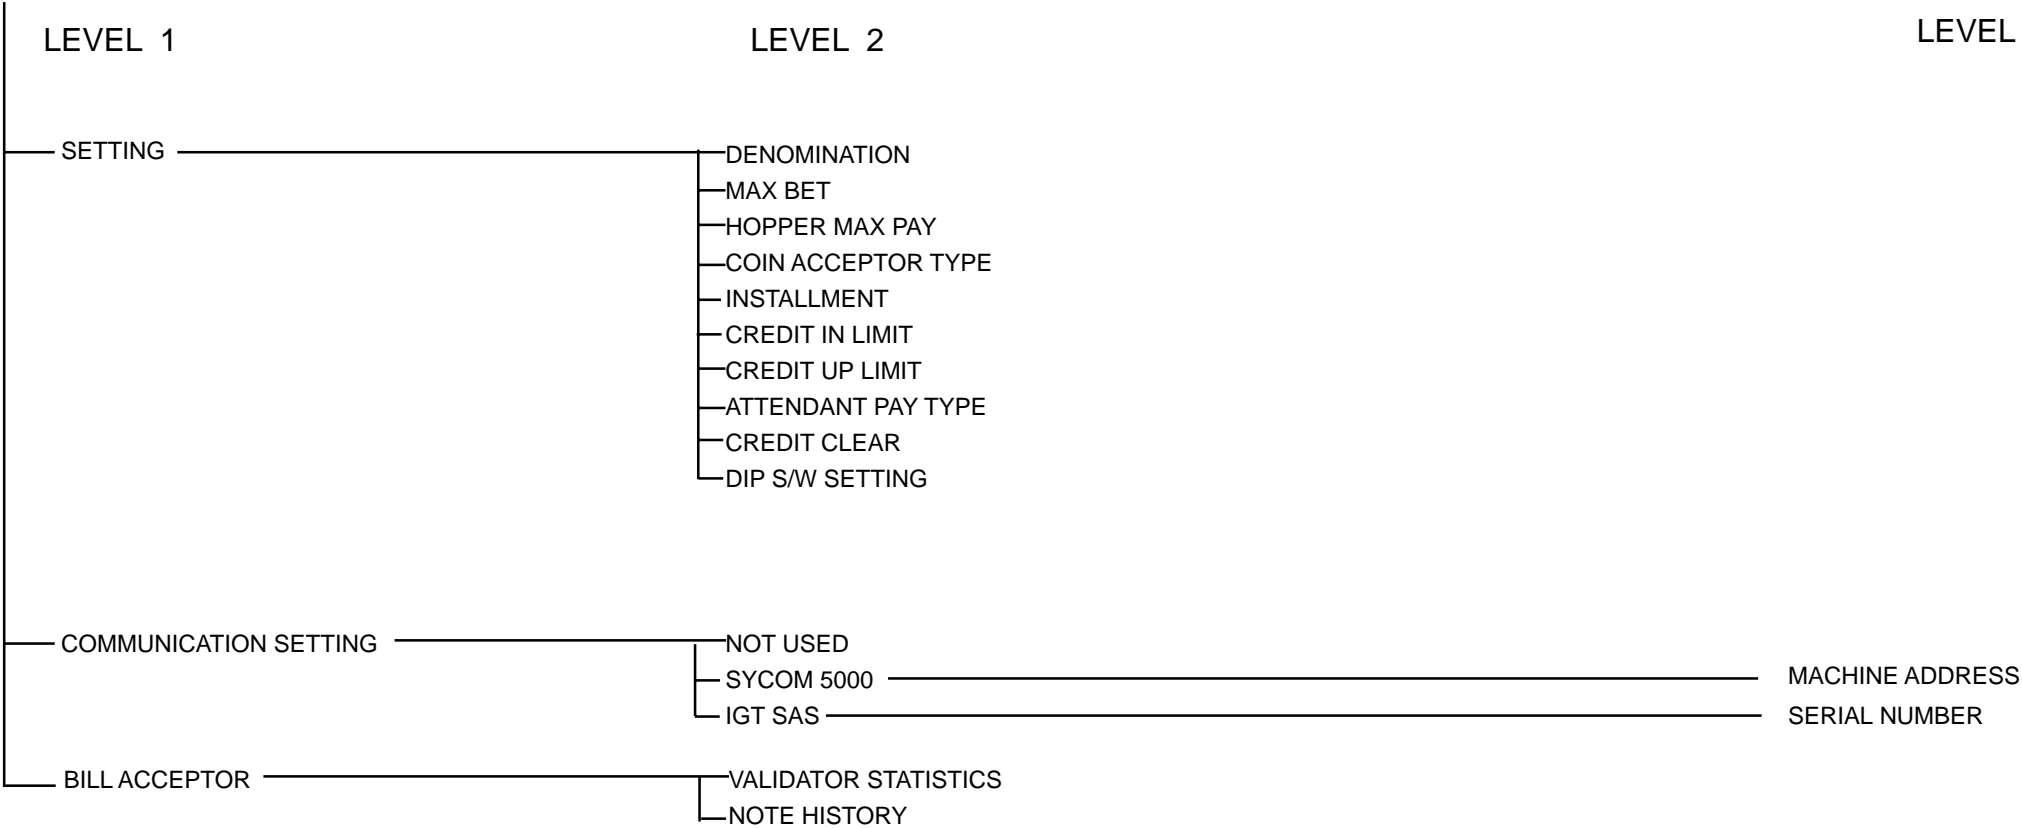 LEVEL 1 LEVEL 2 LEVEL
SETTING DENOMINATION
MAX BET
HOPPER MAX PAY
COIN ACCEPTOR TYPE
INSTALLMENT
CREDIT IN LIMIT
CREDIT UP LIMIT
ATTENDANT PAY TYPE
CREDIT CLEAR
DIP S/W SETTING
COMMUNICATION SETTING NOT USED
SYCOM 5000 MACHINE ADDRESS
IGT SAS SERIAL NUMBER
BILL ACCEPTOR VALIDATOR STATISTICS
NOTE HISTORY